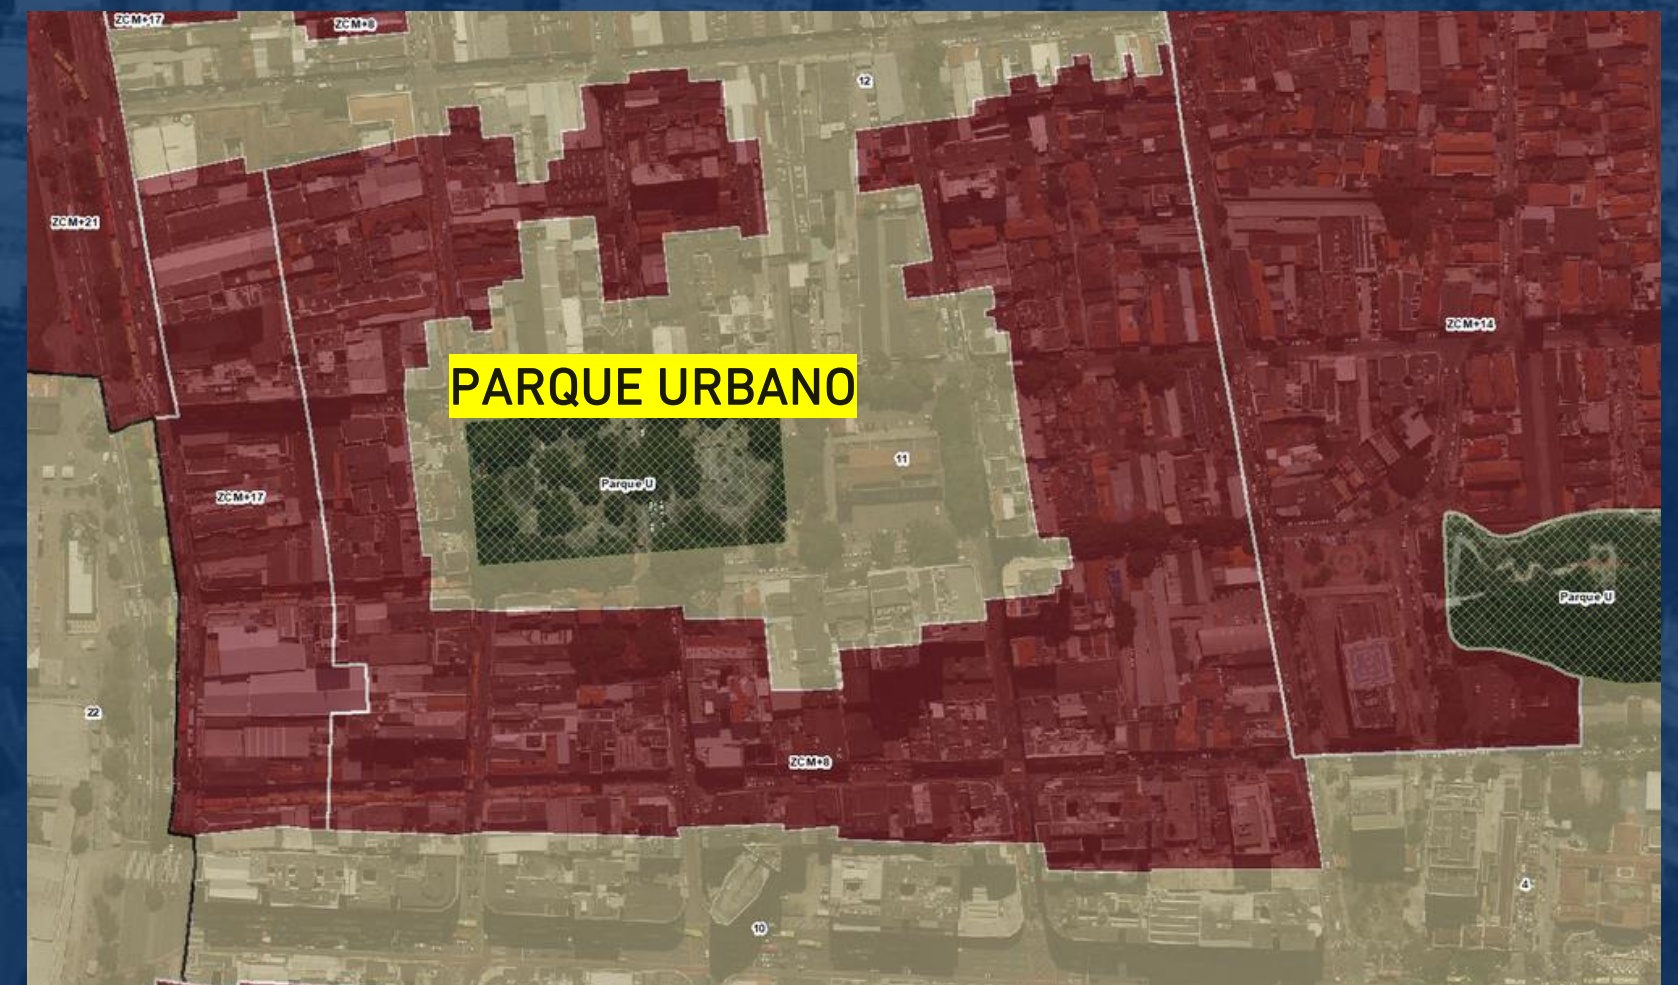 ZCM+17
ZCM+8
12
ZCM+21
ZCM+14
PARQUE URBANO
11
Parque U
ZCM+17
Parque U
22
ZCM+8
4
10